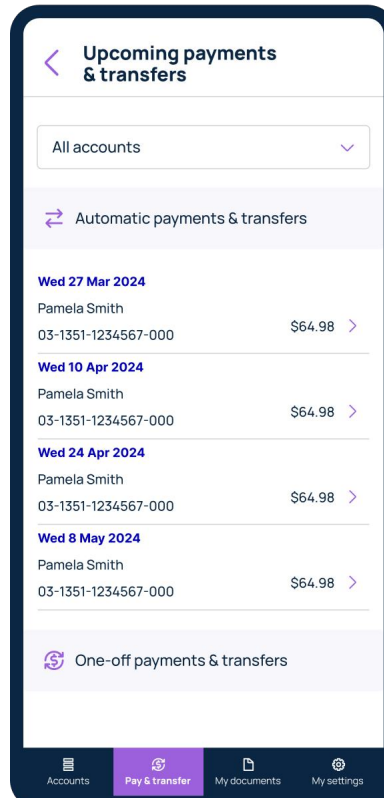 Upcoming payments
& transfers
All accounts
Automatic payments & transfers
Wed 27 Mar 2024
Pamela Smith
03-1351-1234567-000 $64.98
Wed 10 Apr 2024
Pamela Smith
03-1351-1234567-000 $64.98
Wed 24 Apr 2024
Pamela Smith
03-1351-1234567-000 $64.98
Wed 8 May 2024
Pamela Smith
03-1351-1234567-000 $64.98
One-off payments & transfers
Accounts Pay & transfer My documents My settings